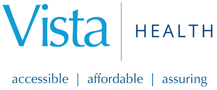 Vista | HEALTH
accessible | affordable | assuring